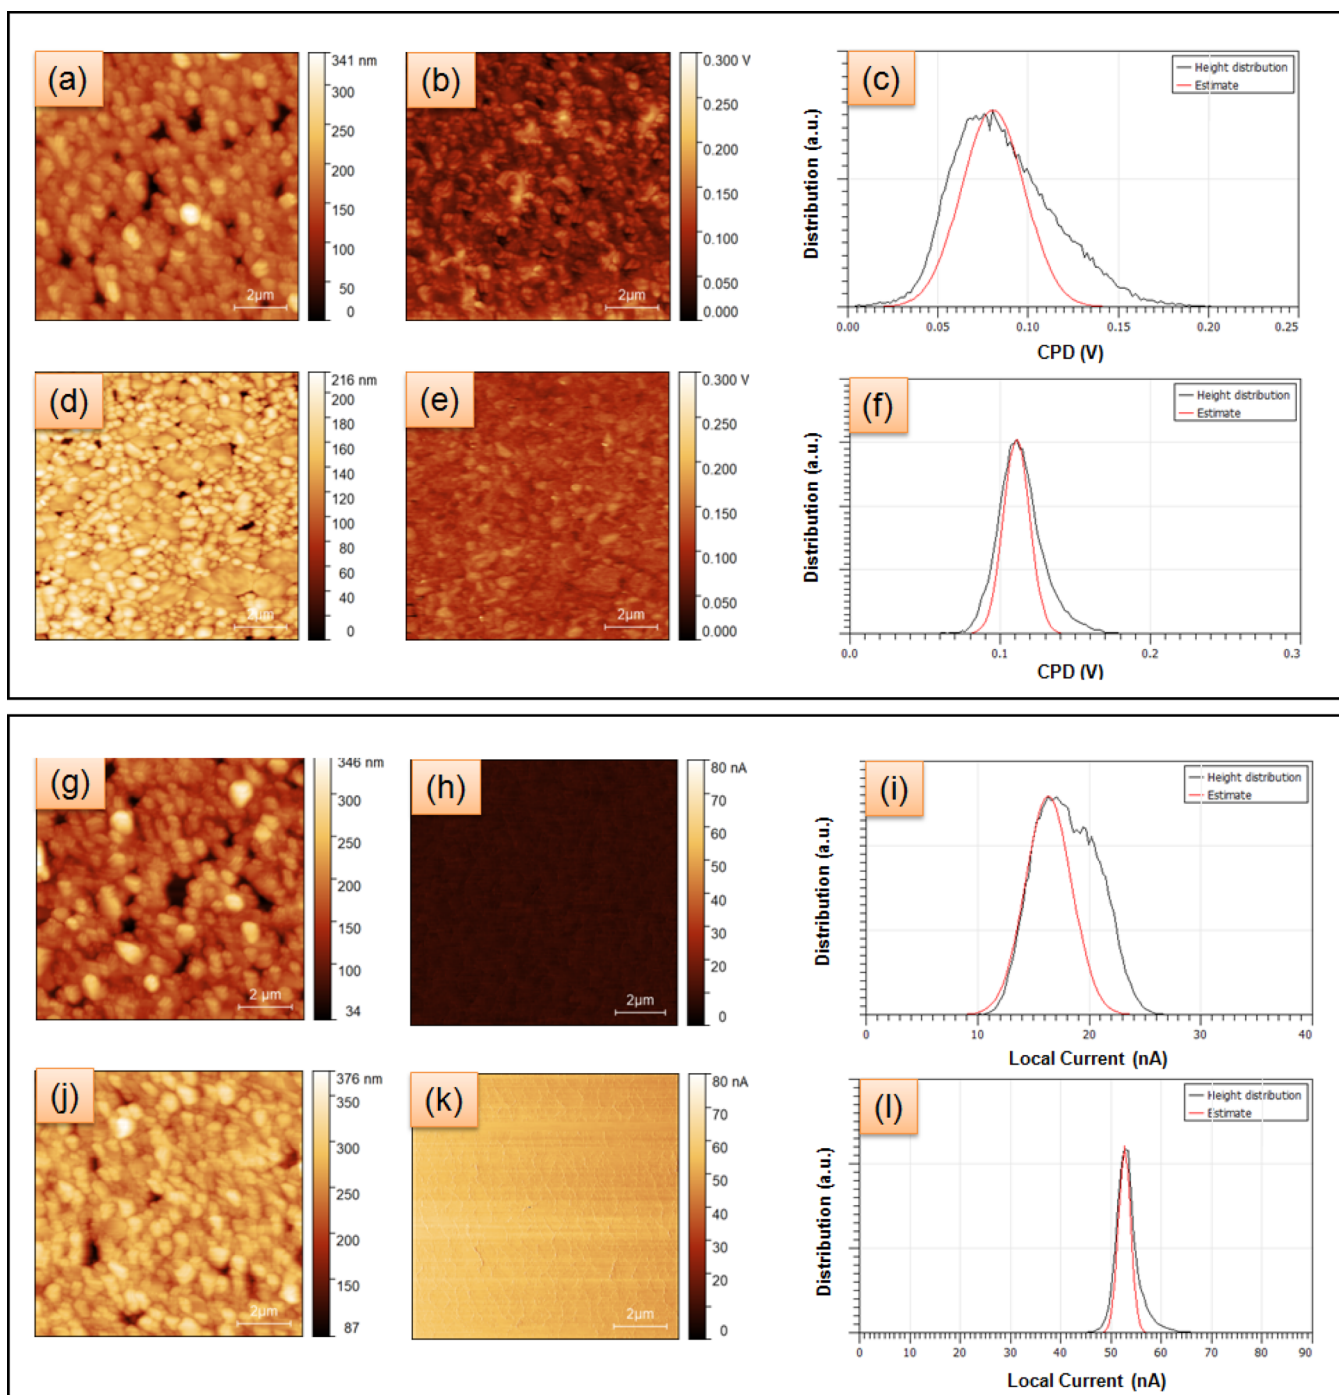 (a)
341 nm
300
250
200
150
100
50
0
2µm
(b)
0.300 V
0.250
0.200
0.150
0.100
0.050
0.000
2µm
(c)
Height distribution
Estimate
Distribution (a.u.)
0.00 0.05 0.10 0.15 0.20 0.25
CPD (V)
(d)
216 nm
200
180
160
140
120
100
80
60
40
0
2µm
(e)
0.300 V
0.250
0.200
0.150
0.100
0.050
0.000
2µm
(f)
Height distribution
Estimate
Distribution (a.u.)
0.0 0.1 0.2 0.3
CPD (V)
(g)
346 nm
300
250
200
150
100
34
2 µm
(h)
80 nA
70
60
50
40
30
20
10
0
2µm
(i)
Height distribution
Estimate
Distribution (a.u.)
0 10 20 30 40
Local Current (nA)
(j)
376 nm
350
300
250
200
150
87
2µm
(k)
80 nA
70
60
50
40
30
20
10
0
2µm
(l)
Height distribution
Estimate
Distribution (a.u.)
0 10 20 30 40 50 60 70 80 90
Local Current (nA)